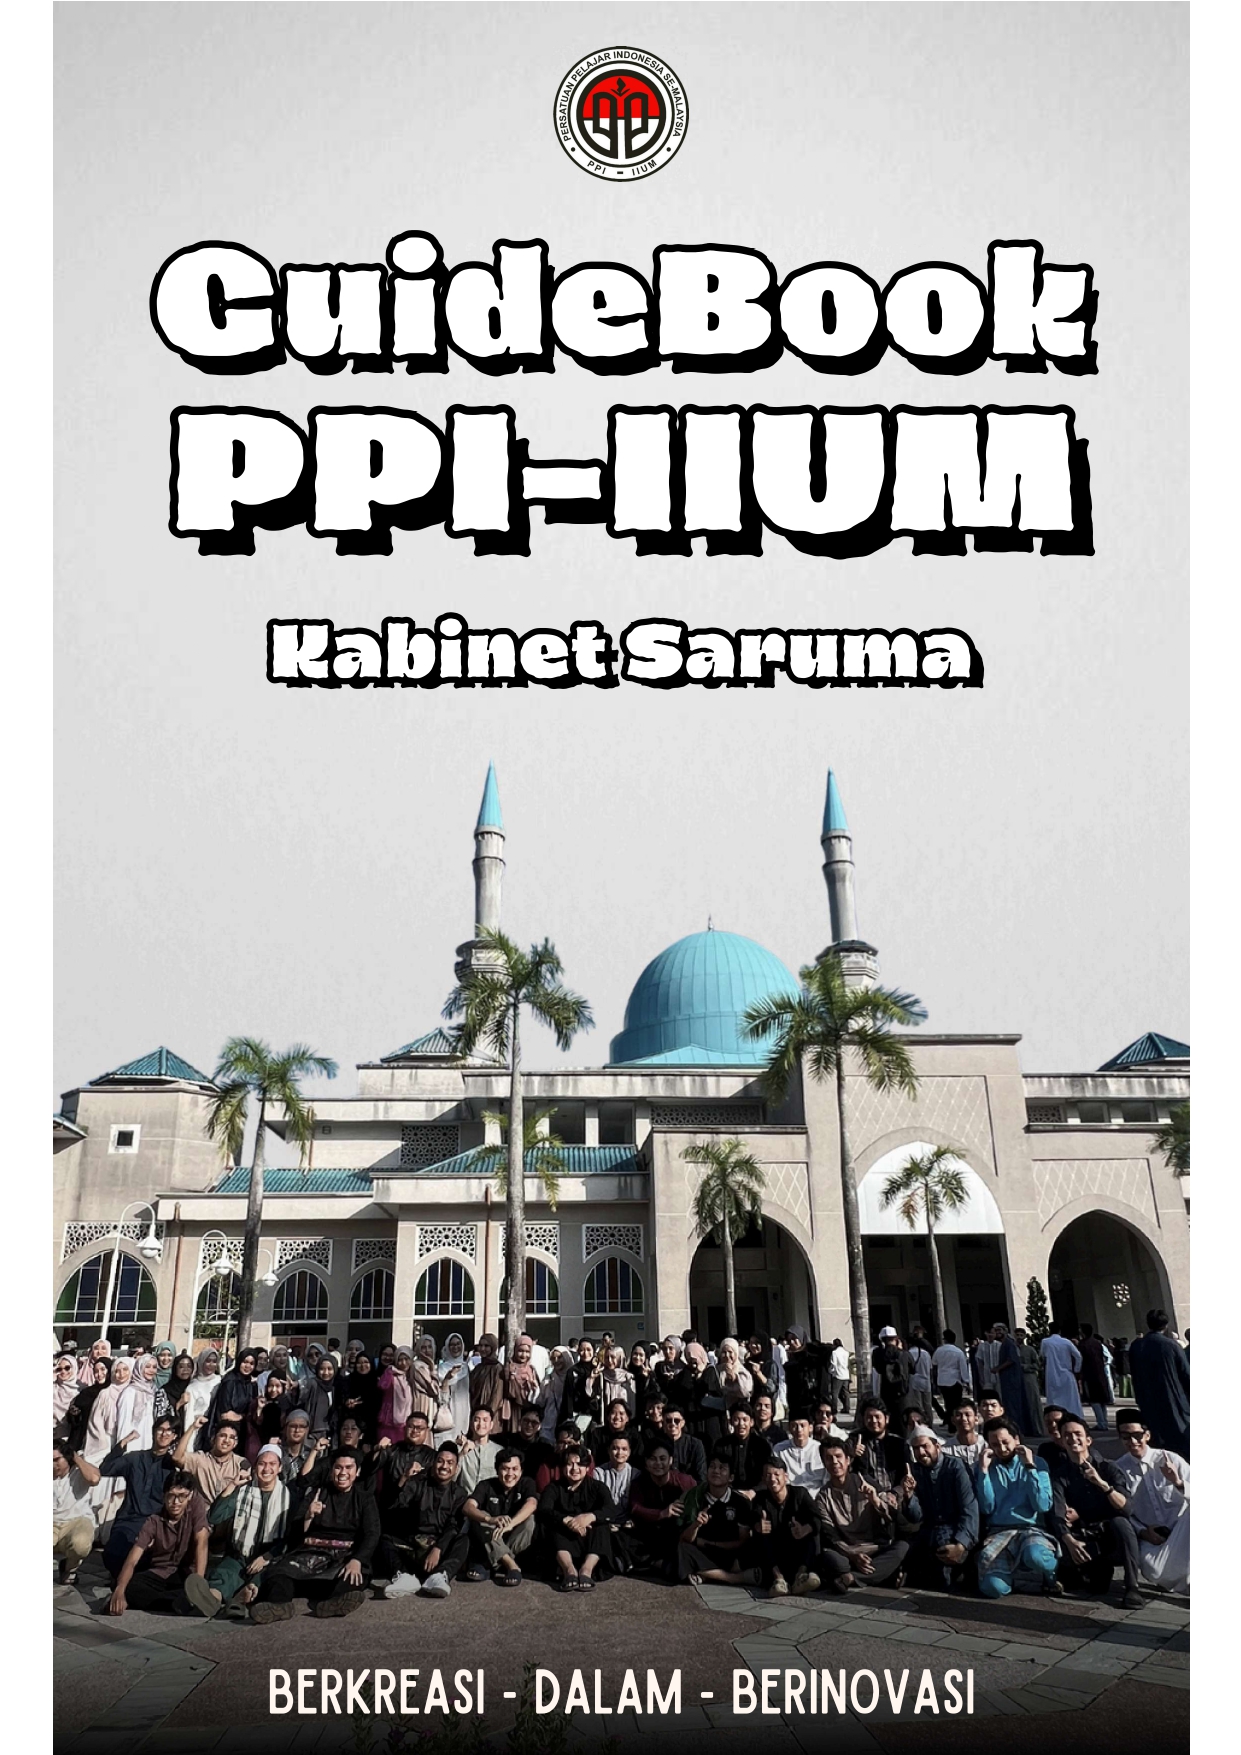 PERSATUAN PELAJAR INDONESIA SE-MALAYSIA
PPI - IIUM
GuideBook
PPI-IIUM
Kabinet Saruma
BERKREASI - DALAM - BERINOVASI